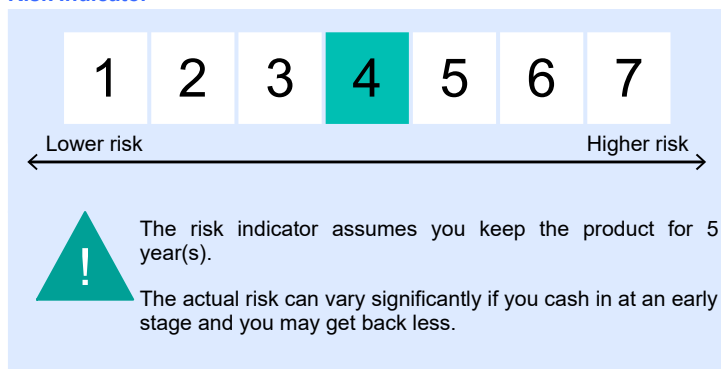 1 2 3 4 5 6 7
Lower risk Higher risk
! The risk indicator assumes you keep the product for 5
year(s).
The actual risk can vary significantly if you cash in at an early
stage and you may get back less.